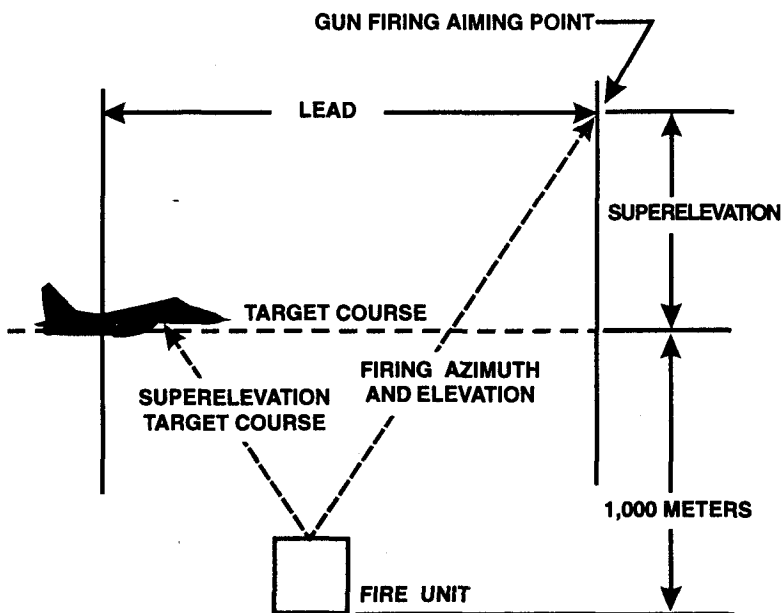 GUN FIRING AIMING POINT
LEAD
SUPERELEVATION
TARGET COURSE
FIRING AZIMUTH
AND ELEVATION
SUPERELEVATION
TARGET COURSE
1,000 METERS
FIRE UNIT